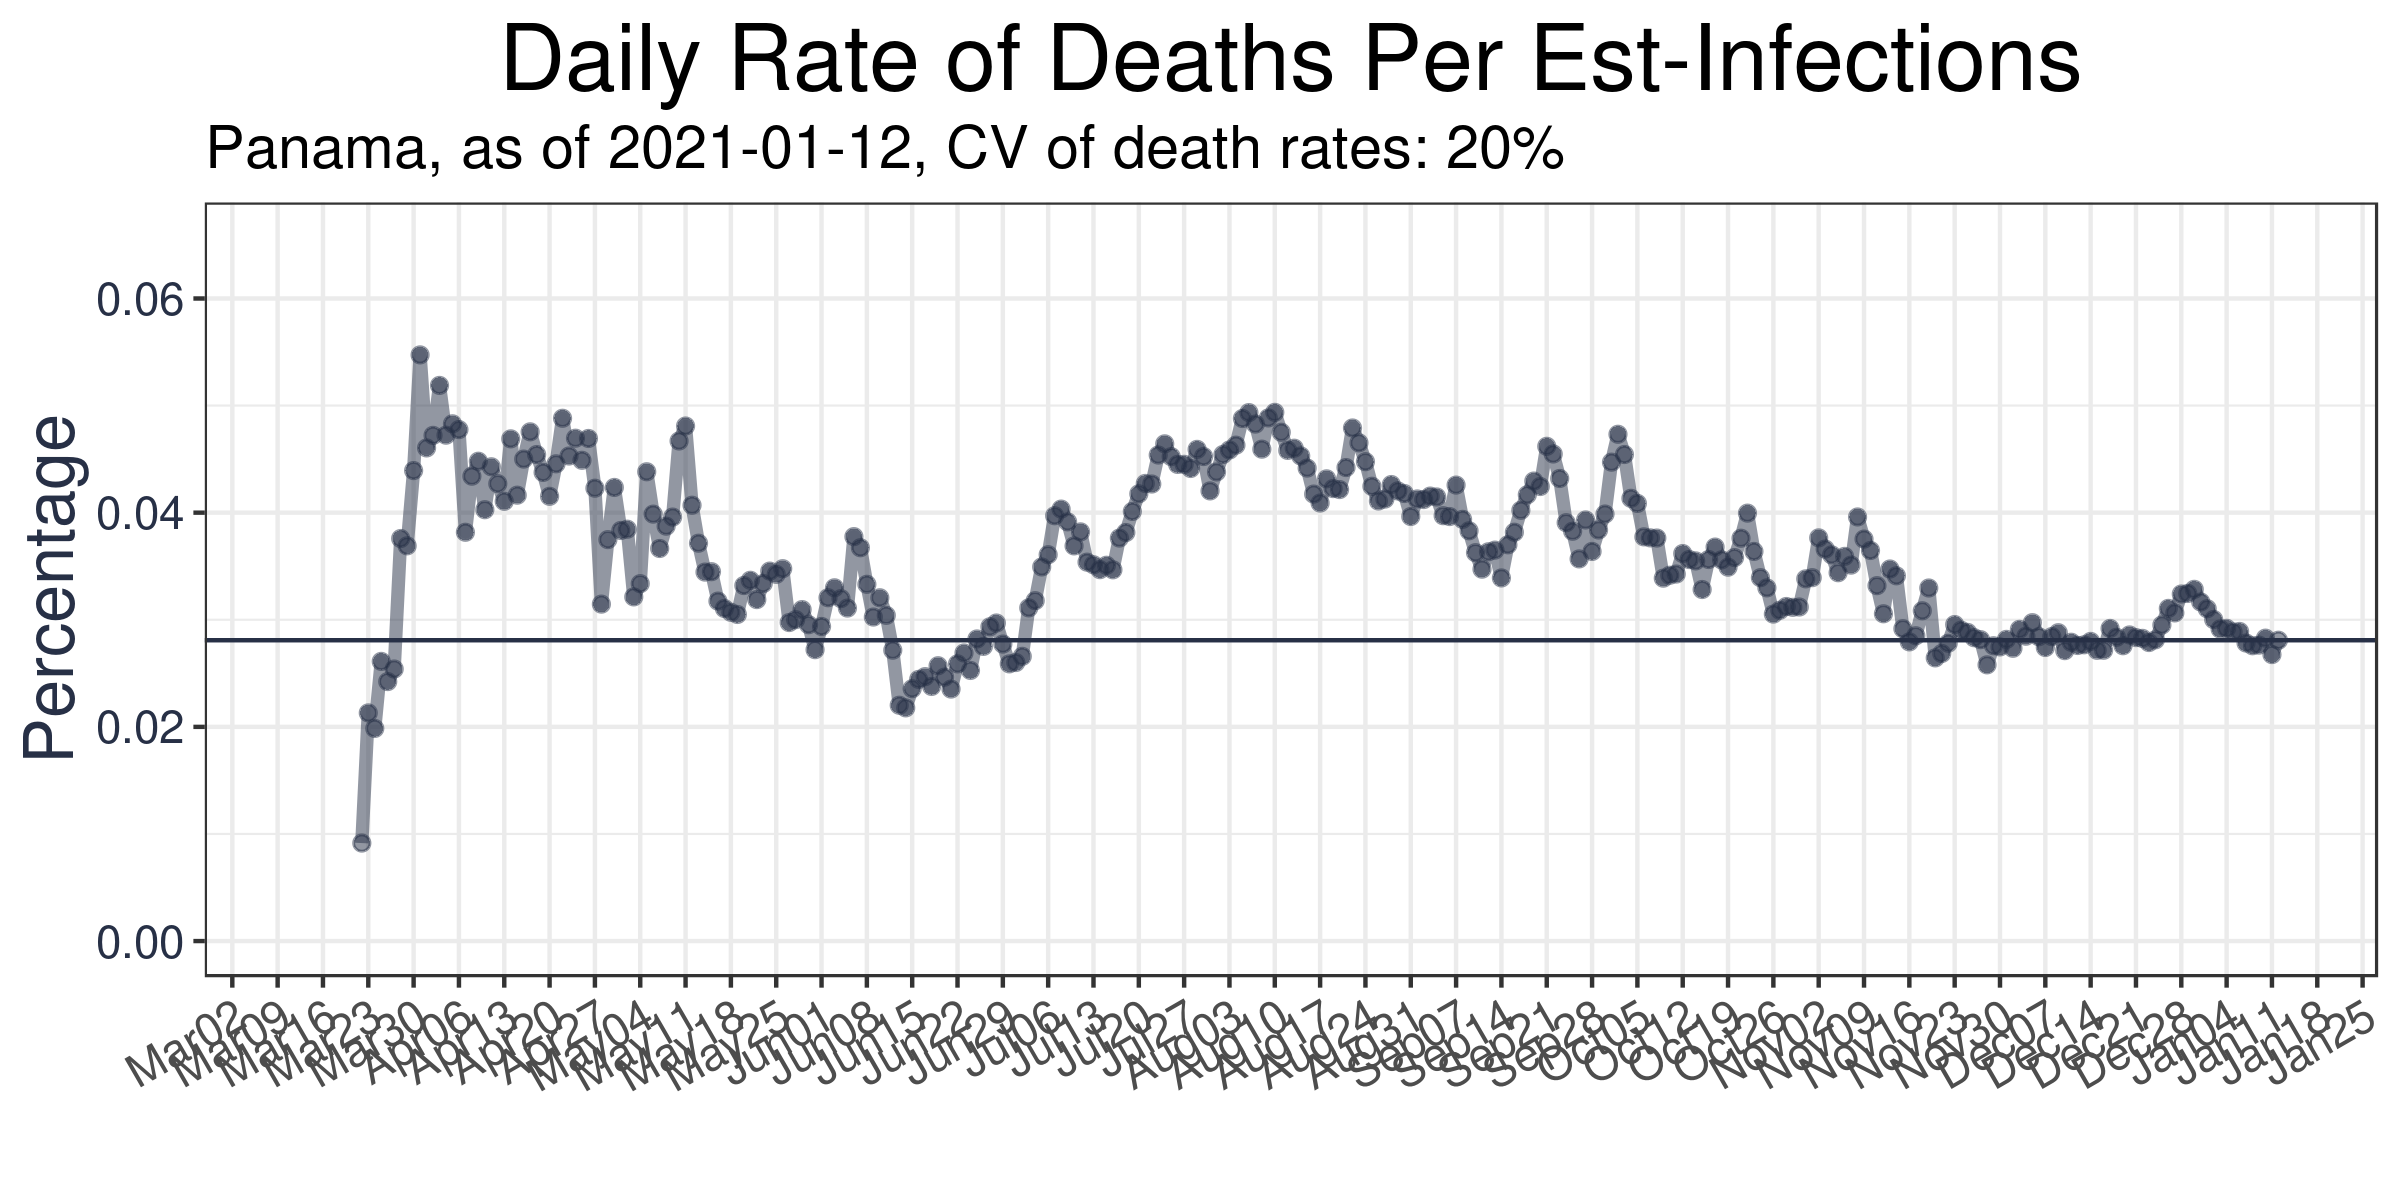 Daily Rate of Deaths Per Est-Infections
Panama, as of 2021-01-12, CV of death rates: 20%
Percentage
0.06
0.04
0.02
0.00
Mar02
Mar09
Mar16
Mar23
Mar30
Apr06
Apr13
Apr20
Apr27
May04
May11
May18
May25
Jun01
Jun08
Jun15
Jun22
Jun29
Jul06
Jul13
Jul20
Jul27
Aug03
Aug10
Aug17
Aug24
Aug31
Sep07
Sep14
Sep21
Sep28
Oct05
Oct12
Oct19
Oct26
Nov02
Nov09
Nov16
Nov23
Nov30
Dec07
Dec14
Dec21
Dec28
Jan04
Jan11
Jan18
Jan25